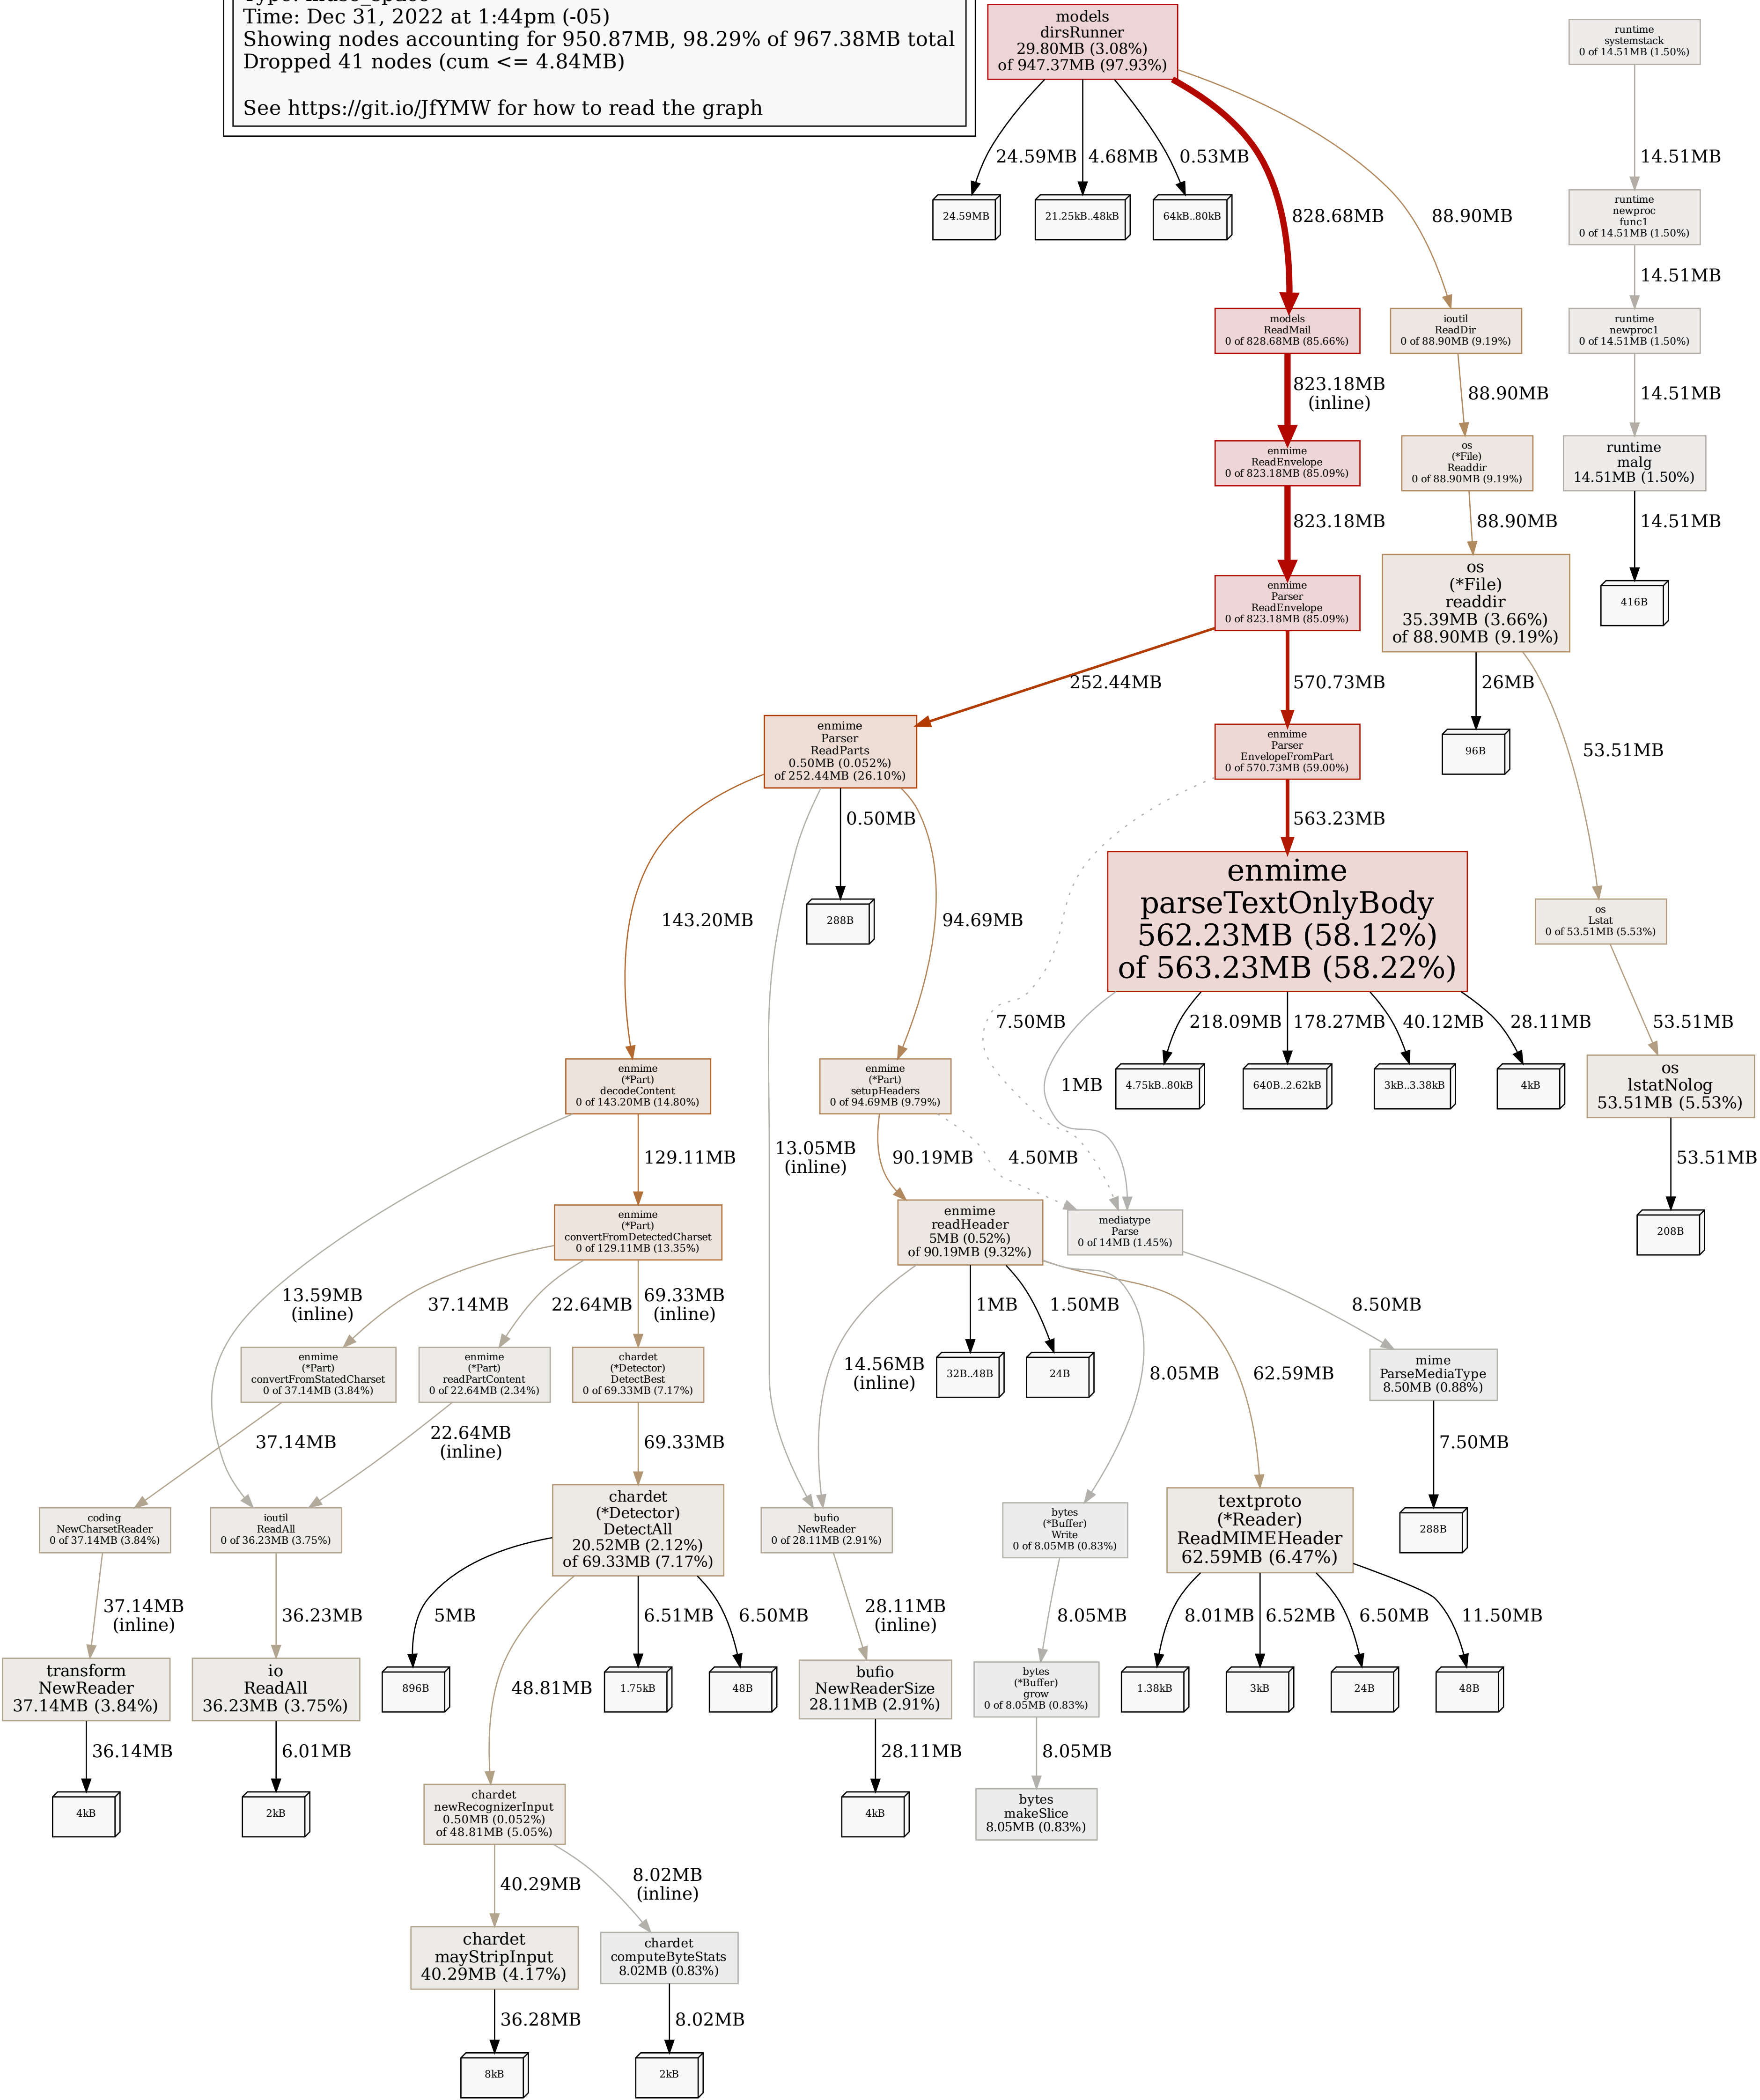 Type: inuse_space
Time: Dec 31, 2022 at 1:44pm (-05)
Showing nodes accounting for 950.87MB, 98.29% of 967.38MB total
Dropped 41 nodes (cum <= 4.84MB)
See https://git.io/JfYMW for how to read the graph
models
dirsRunner
29.80MB (3.08%)
of 947.37MB (97.93%)
runtime
systemstack
0 of 14.51MB (1.50%)
24.59MB
4.68MB
0.53MB
828.68MB
88.90MB
14.51MB
24.59MB
21.25kB..48kB
64kB..80kB
runtime
newproc
func1
0 of 14.51MB (1.50%)
14.51MB
models
ReadMail
0 of 828.68MB (85.66%)
ioutil
ReadDir
0 of 88.90MB (9.19%)
runtime
newproc1
0 of 14.51MB (1.50%)
823.18MB
(inline)
88.90MB
14.51MB
enmime
ReadEnvelope
0 of 823.18MB (85.09%)
os
(*File)
Readdir
0 of 88.90MB (9.19%)
runtime
malg
14.51MB (1.50%)
823.18MB
88.90MB
14.51MB
enmime
Parser
ReadEnvelope
0 of 823.18MB (85.09%)
os
(*File)
readdir
35.39MB (3.66%)
of 88.90MB (9.19%)
416B
252.44MB
570.73MB
26MB
53.51MB
enmime
Parser
ReadParts
0.50MB (0.052%)
of 252.44MB (26.10%)
enmime
Parser
EnvelopeFromPart
0 of 570.73MB (59.00%)
96B
143.20MB
0.50MB
94.69MB
563.23MB
288B
enmime
parseTextOnlyBody
562.23MB (58.12%)
of 563.23MB (58.22%)
os
Lstat
0 of 53.51MB (5.53%)
7.50MB
1MB
218.09MB
178.27MB
40.12MB
28.11MB
53.51MB
enmime
(*Part)
decodeContent
0 of 143.20MB (14.80%)
enmime
(*Part)
setupHeaders
0 of 94.69MB (9.79%)
4.75kB..80kB
640B..2.62kB
3kB..3.38kB
4kB
os
lstatNolog
53.51MB (5.53%)
129.11MB
13.05MB
(inline)
90.19MB
4.50MB
53.51MB
enmime
(*Part)
convertFromDetectedCharset
0 of 129.11MB (13.35%)
enmime
readHeader
5MB (0.52%)
of 90.19MB (9.32%)
mediatype
Parse
0 of 14MB (1.45%)
208B
13.59MB
(inline)
37.14MB
22.64MB
69.33MB
(inline)
14.56MB
(inline)
1MB
1.50MB
8.05MB
62.59MB
8.50MB
enmime
(*Part)
convertFromStatedCharset
0 of 37.14MB (3.84%)
enmime
(*Part)
readPartContent
0 of 22.64MB (2.34%)
chardet
(*Detector)
DetectBest
0 of 69.33MB (7.17%)
32B..48B
24B
mime
ParseMediaType
8.50MB (0.88%)
37.14MB
22.64MB
(inline)
69.33MB
7.50MB
coding
NewCharsetReader
0 of 37.14MB (3.84%)
ioutil
ReadAll
0 of 36.23MB (3.75%)
chardet
(*Detector)
DetectAll
20.52MB (2.12%)
of 69.33MB (7.17%)
bufio
NewReader
0 of 28.11MB (2.91%)
bytes
(*Buffer)
Write
0 of 8.05MB (0.83%)
textproto
(*Reader)
ReadMIMEHeader
62.59MB (6.47%)
288B
37.14MB
(inline)
36.23MB
5MB
48.81MB
6.51MB
6.50MB
28.11MB
(inline)
8.05MB
8.01MB
6.52MB
6.50MB
11.50MB
transform
NewReader
37.14MB (3.84%)
io
ReadAll
36.23MB (3.75%)
896B
1.75kB
48B
bufio
NewReaderSize
28.11MB (2.91%)
bytes
(*Buffer)
grow
0 of 8.05MB (0.83%)
1.38kB
3kB
24B
48B
36.14MB
6.01MB
28.11MB
8.05MB
4kB
2kB
chardet
newRecognizerInput
0.50MB (0.052%)
of 48.81MB (5.05%)
4kB
bytes
makeSlice
8.05MB (0.83%)
40.29MB
8.02MB
(inline)
chardet
mayStripInput
40.29MB (4.17%)
chardet
computeByteStats
8.02MB (0.83%)
36.28MB
8.02MB
8kB
2kB